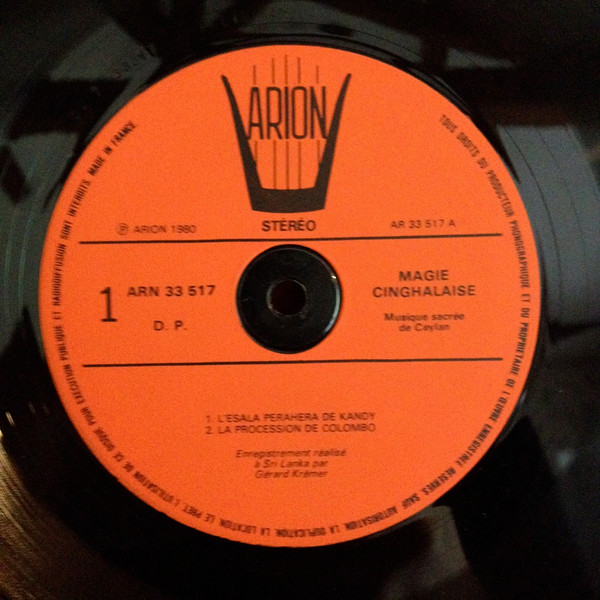 ARION
STÉRÉO
Ⓟ ARION 1980
AR 33 517 A
1
ARN 33 517
D. P.
MAGIE
CINGHALAISE
Musique sacrée
de Ceylan
1. L'ESALA PERAHERA DE KANDY
2. LA PROCESSION DE COLOMBO
Enregistrement réalisé
à Sri Lanka par
Gérard Krémer
TOUS DROITS DU PRODUCTEUR PHONOGRAPHIQUE ET DU PROPRIETAIRE DE L'ŒUVRE ENREGISTREE RESERVES. SAUF AUTORISATION, LA DUPLICATION, LA LOCATION, LE PRET, L'UTILISATION DE CE DISQUE POUR EXECUTION PUBLIQUE ET RADIODIFFUSION SONT INTERDITS. MADE IN FRANCE